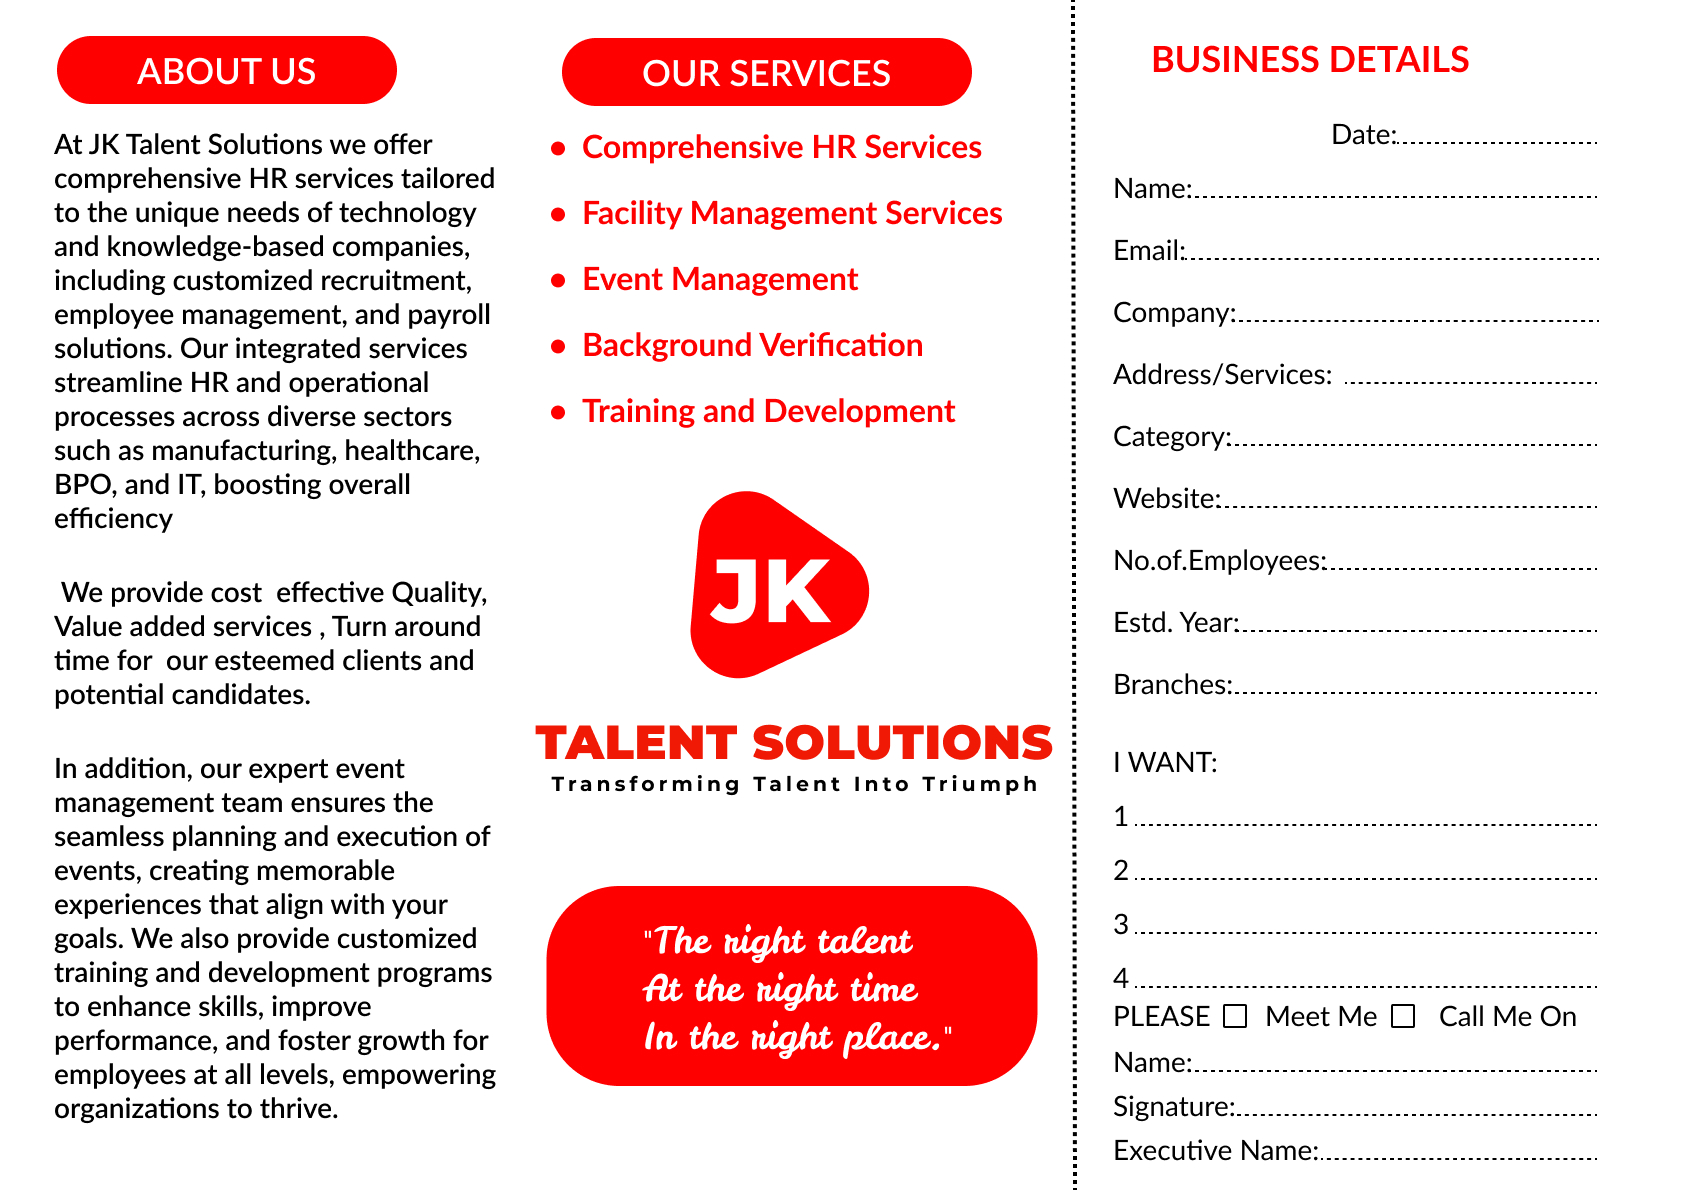 ABOUT US
At JK Talent Solutions we offer
comprehensive HR services tailored
to the unique needs of technology
and knowledge-based companies,
including customized recruitment,
employee management, and payroll
solutions. Our integrated services
streamline HR and operational
processes across diverse sectors
such as manufacturing, healthcare,
BPO, and IT, boosting overall
efficiency
We provide cost  effective Quality,
Value added services , Turn around
time for  our esteemed clients and
potential candidates.
In addition, our expert event
management team ensures the
seamless planning and execution of
events, creating memorable
experiences that align with your
goals. We also provide customized
training and development programs
to enhance skills, improve
performance, and foster growth for
employees at all levels, empowering
organizations to thrive.
OUR SERVICES
• Comprehensive HR Services
• Facility Management Services
• Event Management
• Background Verification
• Training and Development
JK
TALENT SOLUTIONS
Transforming Talent Into Triumph
"The right talent
At the right time
In the right place."
BUSINESS DETAILS
Date:
Name:
Email:
Company:
Address/Services:
Category:
Website:
No.of.Employees:
Estd. Year:
Branches:
I WANT:
1
2
3
4
PLEASE ☐ Meet Me ☐ Call Me On
Name:
Signature:
Executive Name: